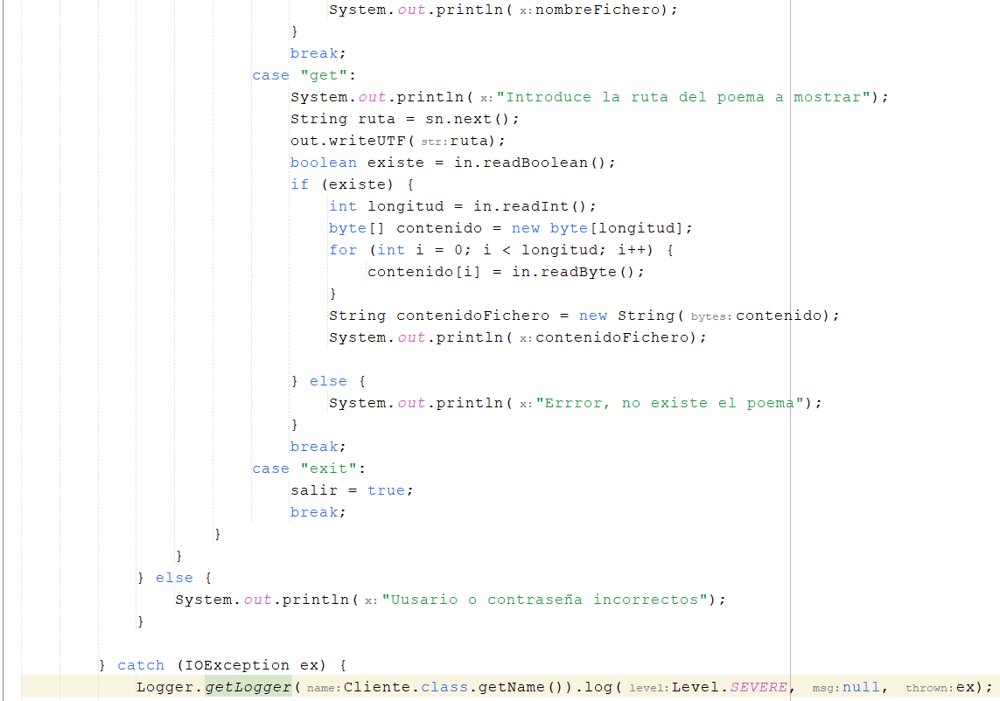 System.out.println( x: nombreFichero);
}
break;
case "get":
System.out.println( x: "Introduce la ruta del poema a mostrar");
String ruta = sn.next();
out.writeUTF( str: ruta);
boolean existe = in.readBoolean();
if (existe) {
int longitud = in.readInt();
byte[] contenido = new byte[longitud];
for (int i = 0; i < longitud; i++) {
contenido[i] = in.readByte();
}
String contenidoFichero = new String( bytes: contenido);
System.out.println( x: contenidoFichero);
} else {
System.out.println( x: "Errror, no existe el poema");
}
break;
case "exit":
salir = true;
break;
}
}
} else {
System.out.println( x: "Uusario o contraseña incorrectos");
}
} catch (IOException ex) {
Logger.getLogger( name: Cliente.class.getName()).log( level: Level.SEVERE, msg: null, thrown: ex);